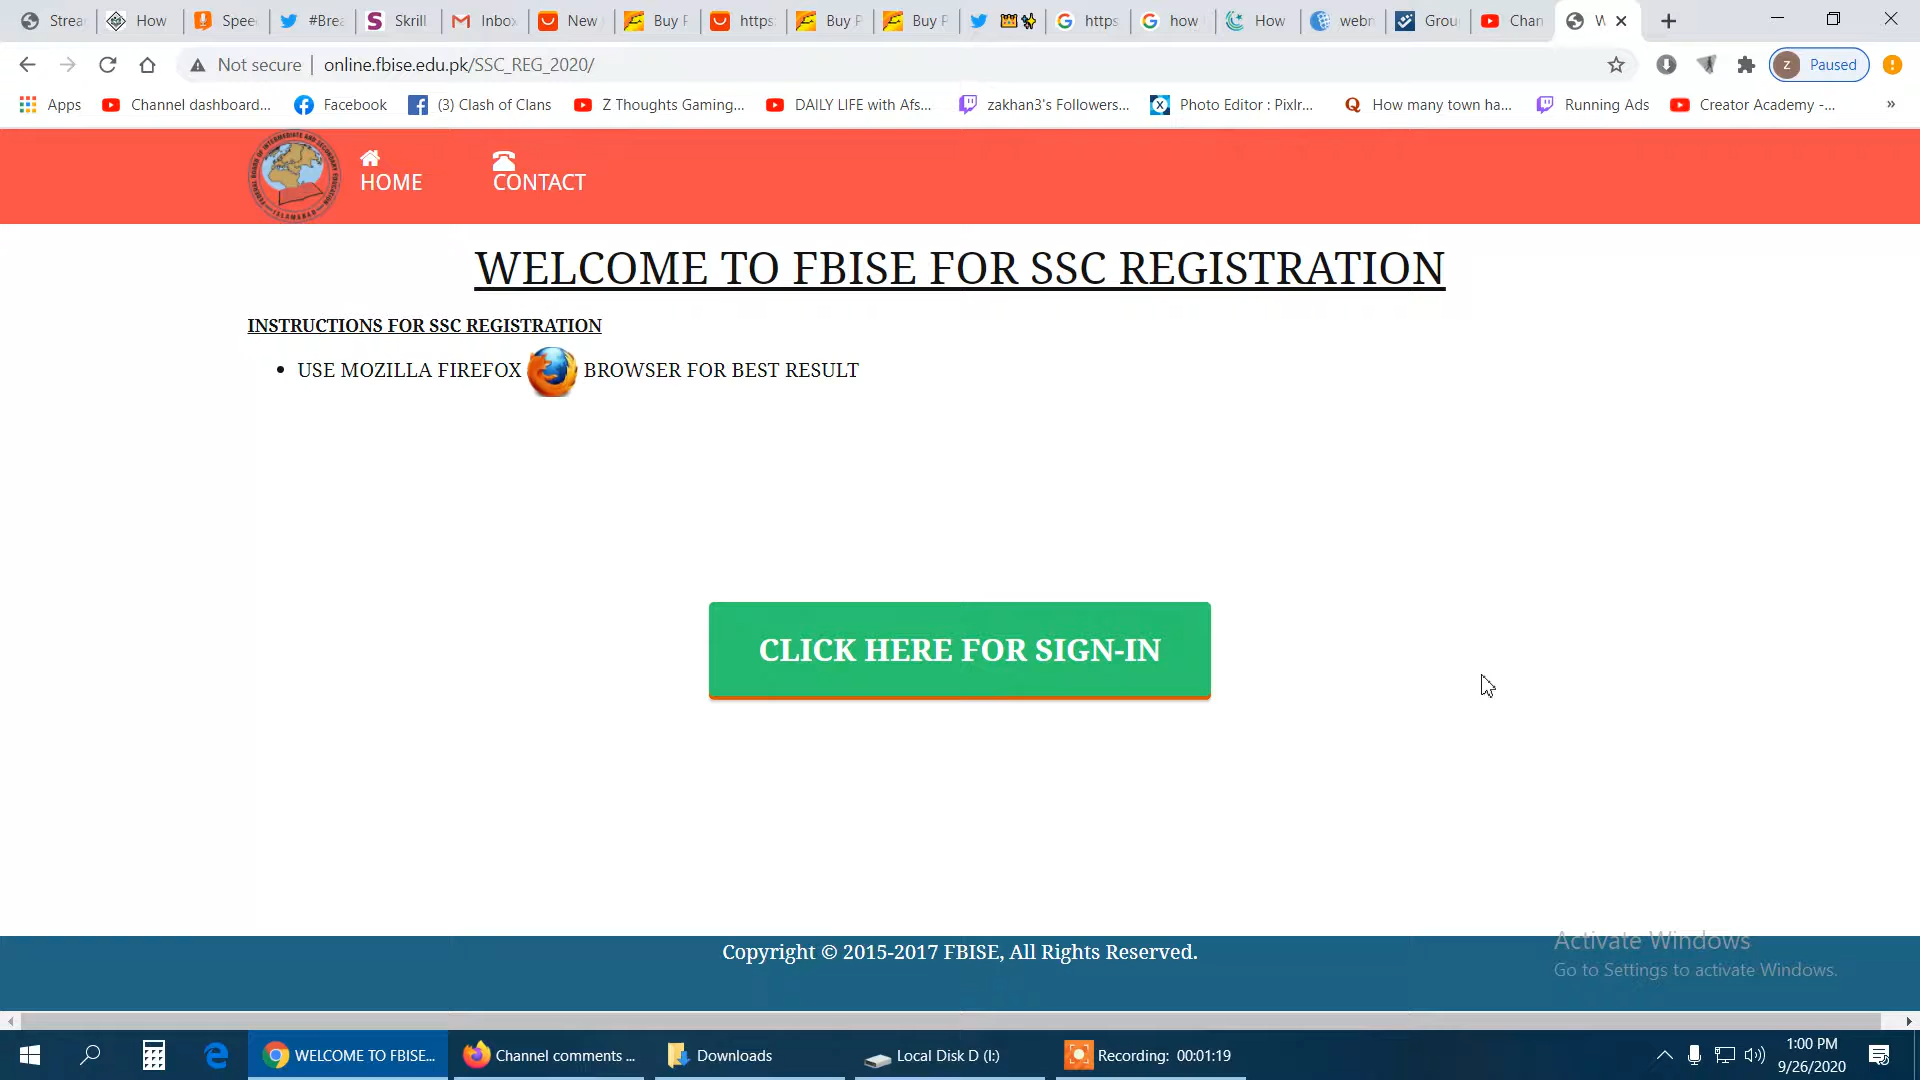 Strea How Spee #Brea Skrill Inbo New Buy F https: Buy F Buy F https how How webr Grou Chan W
Not secure online.fbise.edu.pk/SSC_REG_2020/ Z Paused
Apps Channel dashboard... Facebook (3) Clash of Clans Z Thoughts Gaming... DAILY LIFE with Afs... zakhan3's Followers... Photo Editor : Pixlr... How many town ha... Running Ads Creator Academy -... »
HOME CONTACT
WELCOME TO FBISE FOR SSC REGISTRATION
INSTRUCTIONS FOR SSC REGISTRATION
• USE MOZILLA FIREFOX BROWSER FOR BEST RESULT
CLICK HERE FOR SIGN-IN
Copyright © 2015-2017 FBISE, All Rights Reserved.
Activate Windows
Go to Settings to activate Windows.
WELCOME TO FBISE... Channel comments ... Downloads Local Disk D (I:) Recording: 00:01:19
1:00 PM
9/26/2020